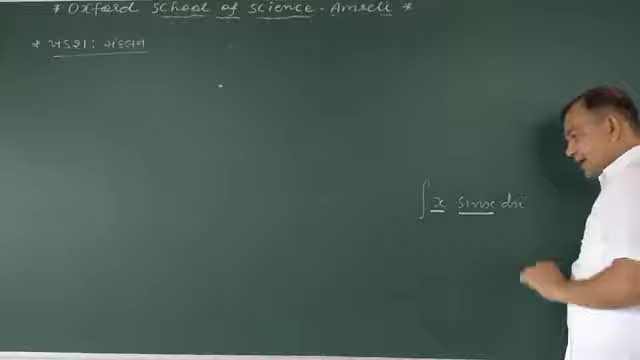 * Oxford School of Science - Amreli *
* ખંડશ: સંકલન
∫ x sinx dx